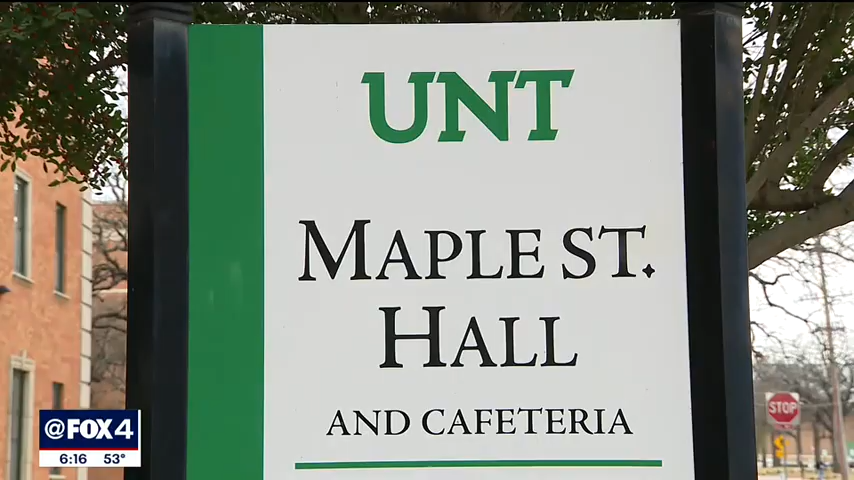 UNT
MAPLE ST.
HALL
AND CAFETERIA
STOP
@FOX4
6:16 53°